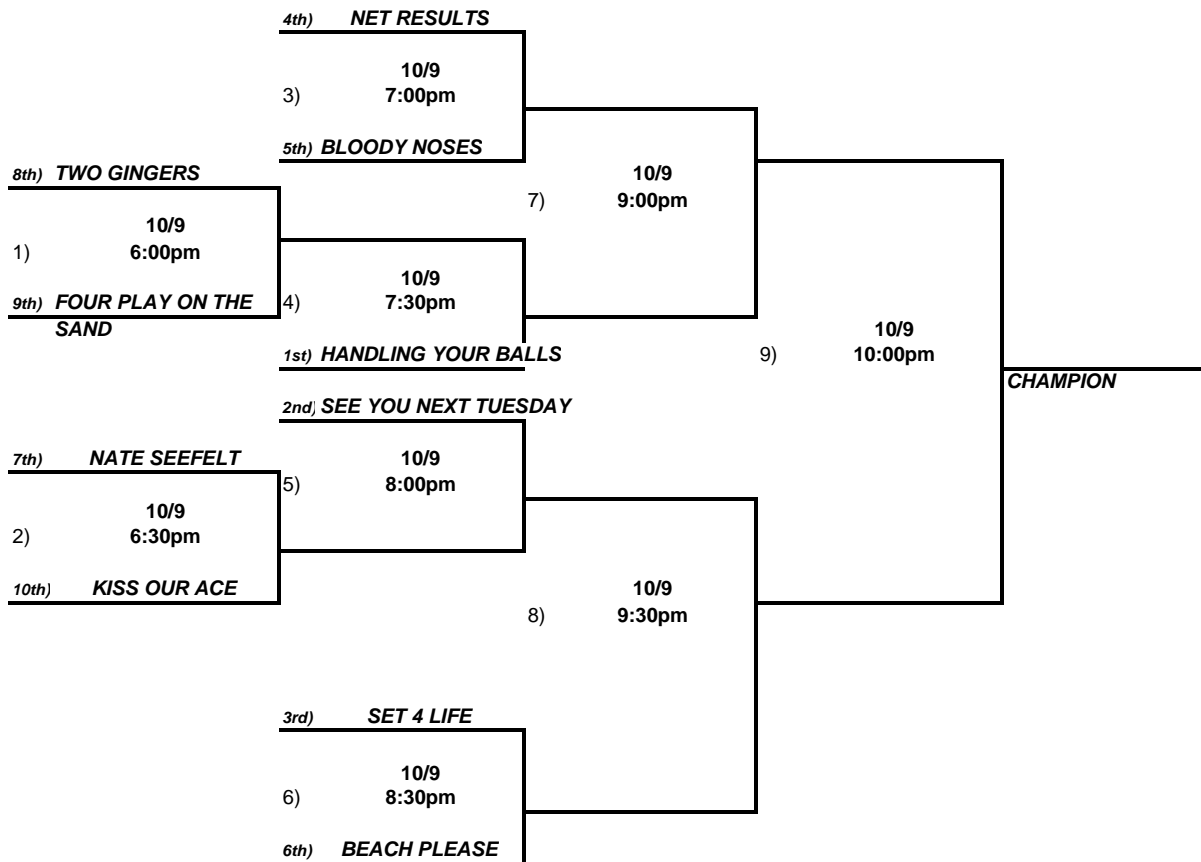 4th) NET RESULTS
10/9
3) 7:00pm
5th) BLOODY NOSES
8th) TWO GINGERS
10/9
7) 9:00pm
10/9
1) 6:00pm
10/9
4) 7:30pm
9th) FOUR PLAY ON THE
SAND
10/9
9) 10:00pm
1st) HANDLING YOUR BALLS
CHAMPION
2nd) SEE YOU NEXT TUESDAY
7th) NATE SEEFELT
10/9
5) 8:00pm
10/9
2) 6:30pm
10th) KISS OUR ACE
10/9
8) 9:30pm
3rd) SET 4 LIFE
10/9
6) 8:30pm
6th) BEACH PLEASE